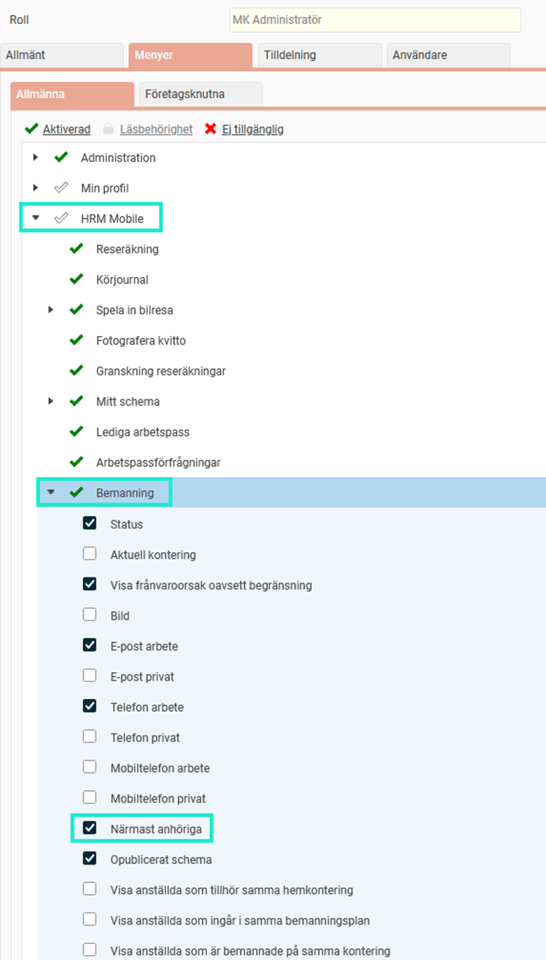 Roll MK Administratör
Allmänt Menyer Tilldelning Användare
Allmänna Företagsknutna
Aktiverad Läsbehörighet Ej tillgänglig
Administration
Min profil
HRM Mobile
Reseräkning
Körjournal
Spela in bilresa
Fotografera kvitto
Granskning reseräkningar
Mitt schema
Lediga arbetspass
Arbetspassförfrågningar
Bemanning
Status
Aktuell kontering
Visa frånvaroorsak oavsett begränsning
Bild
E-post arbete
E-post privat
Telefon arbete
Telefon privat
Mobiltelefon arbete
Mobiltelefon privat
Närmast anhöriga
Opublicerat schema
Visa anställda som tillhör samma hemkontering
Visa anställda som ingår i samma bemanningsplan
Visa anställda som är bemannade på samma kontering